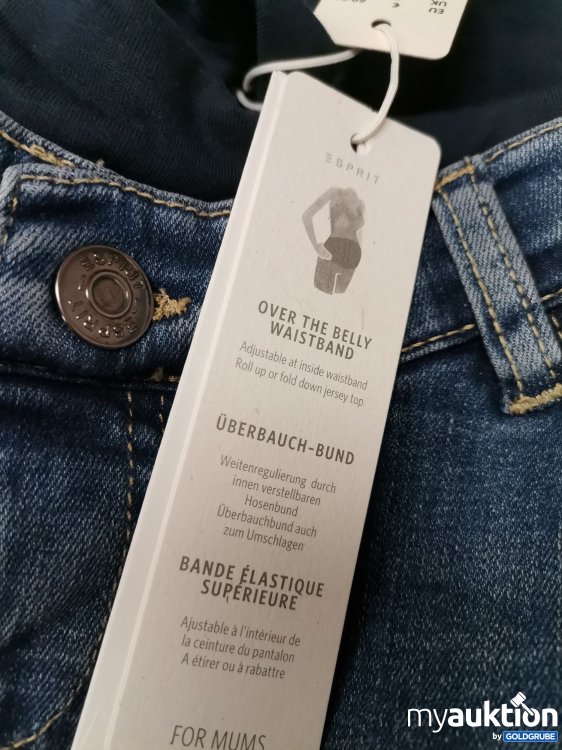 EU
UK
€
ESPRIT
OVER THE BELLY
WAISTBAND
Adjustable at inside waistband
Roll up or fold down jersey top
ÜBERBAUCH-BUND
Weitenregulierung durch
innen verstellbaren
Hosenbund
Überbauchbund auch
zum Umschlagen
BANDE ÉLASTIQUE
SUPÉRIEURE
Ajustable à l'intérieur de
la ceinture du pantalon
A étirer ou à rabattre
FOR MUMS
ESPRIT ESPRIT
myauktion
by GOLDGRUBE